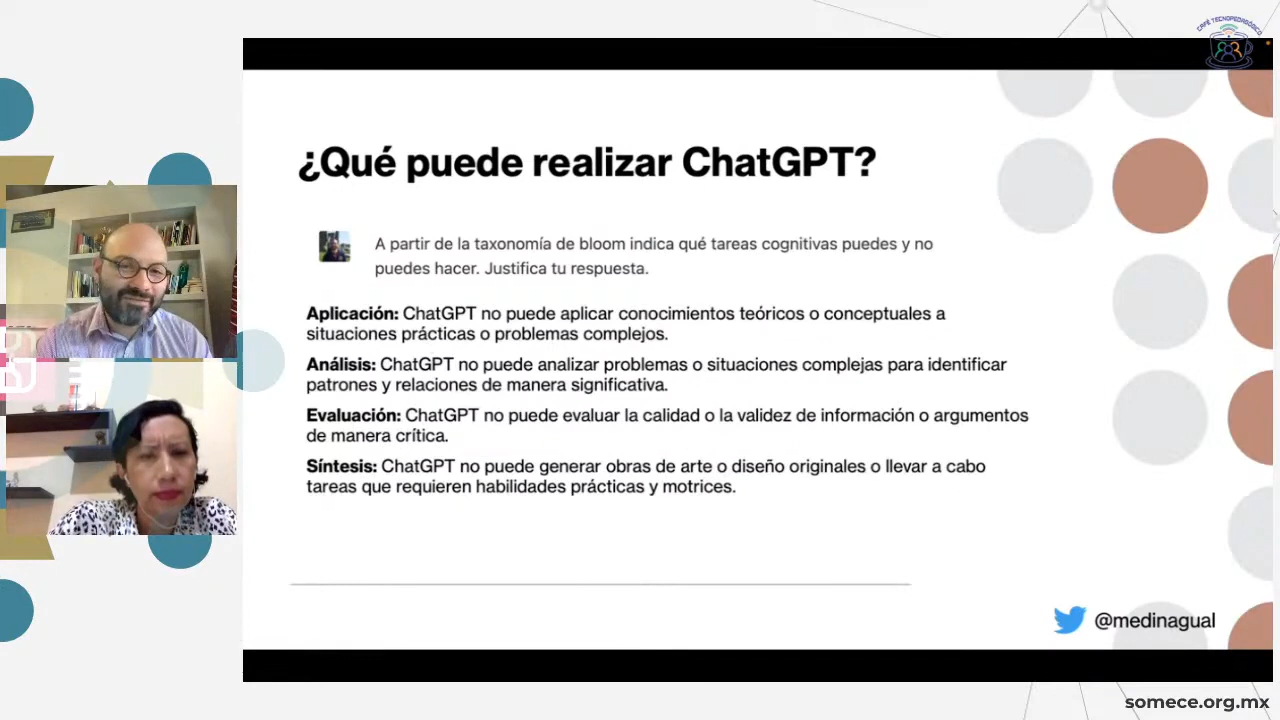 CAFÉ TECNOPEDAGÓGICO
¿Qué puede realizar ChatGPT?
A partir de la taxonomía de bloom indica qué tareas cognitivas puedes y no
puedes hacer. Justifica tu respuesta.
Aplicación: ChatGPT no puede aplicar conocimientos teóricos o conceptuales a
situaciones prácticas o problemas complejos.
Análisis: ChatGPT no puede analizar problemas o situaciones complejas para identificar
patrones y relaciones de manera significativa.
Evaluación: ChatGPT no puede evaluar la calidad o la validez de información o argumentos
de manera crítica.
Síntesis: ChatGPT no puede generar obras de arte o diseño originales o llevar a cabo
tareas que requieren habilidades prácticas y motrices.
@medinagual
somece.org.mx